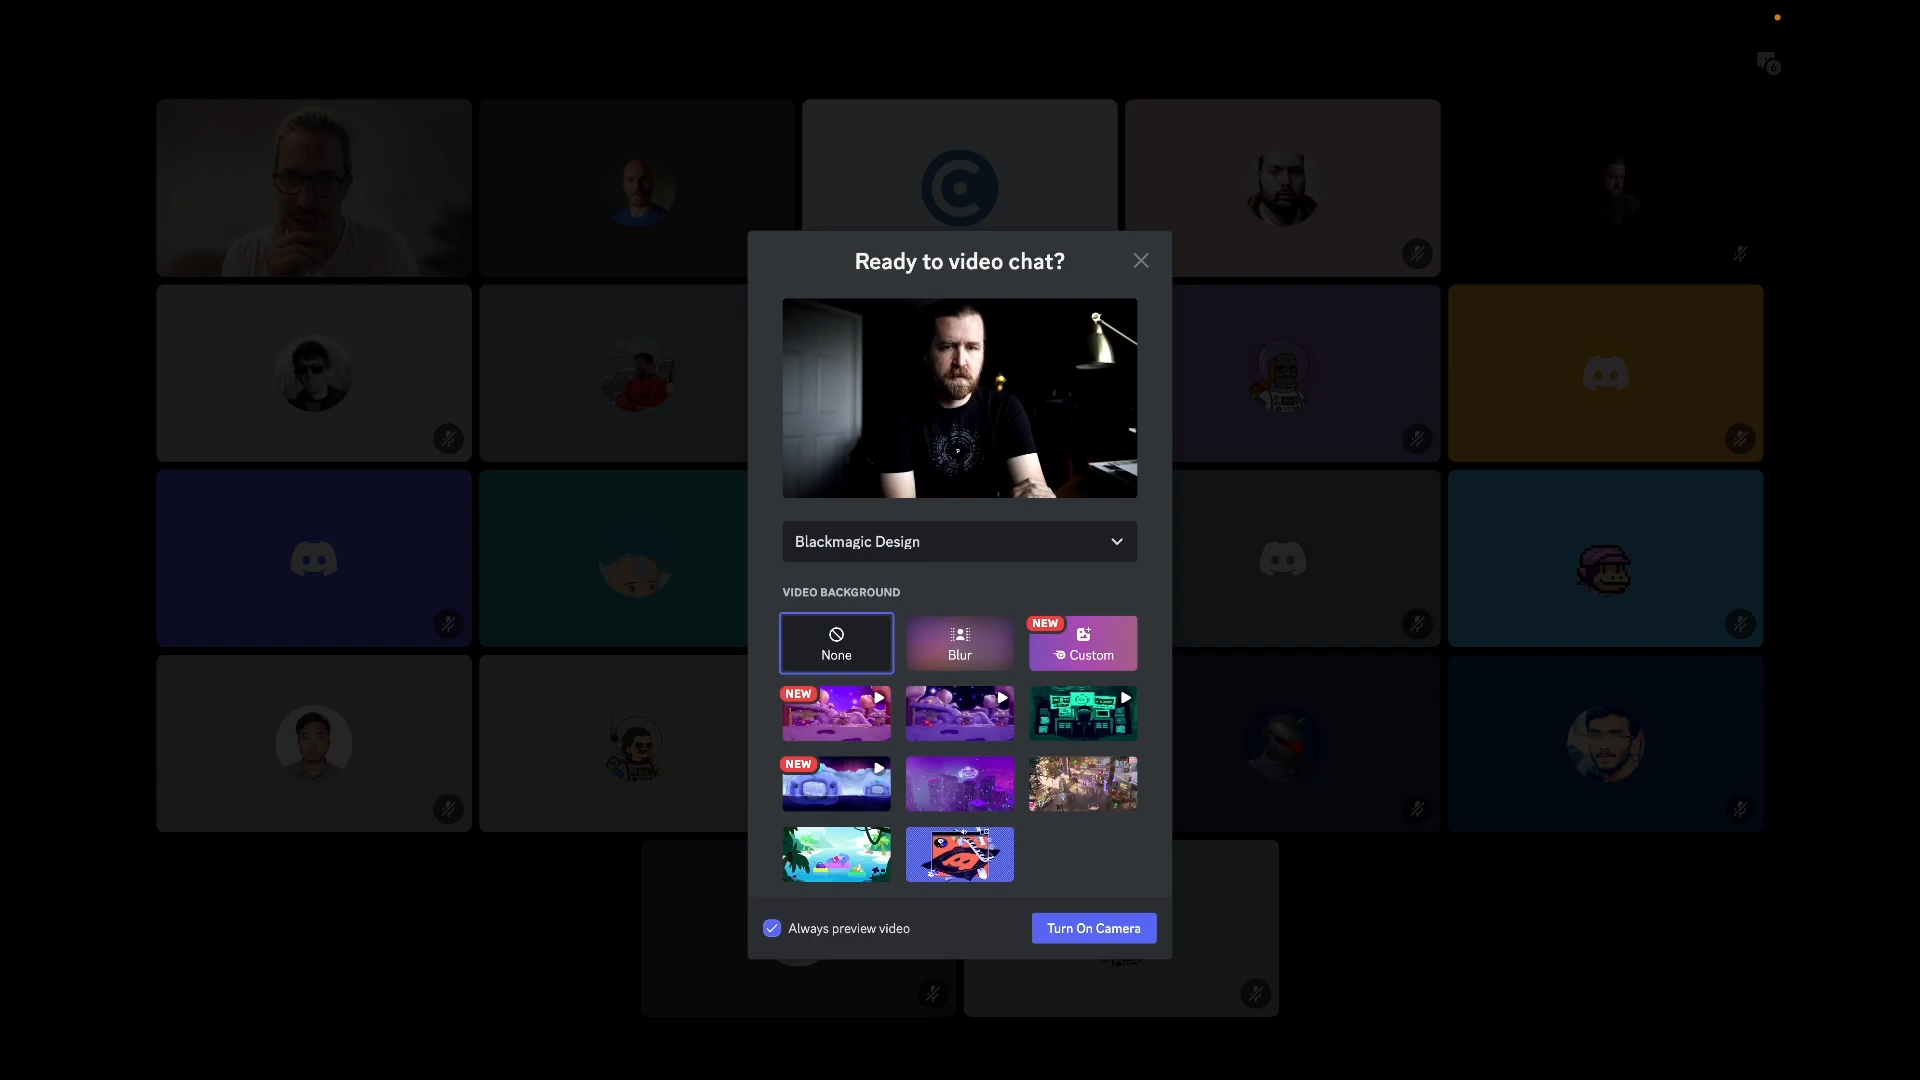 Ready to video chat?
Blackmagic Design
VIDEO BACKGROUND
None
Blur
NEW
Custom
NEW
NEW
Always preview video
Turn On Camera